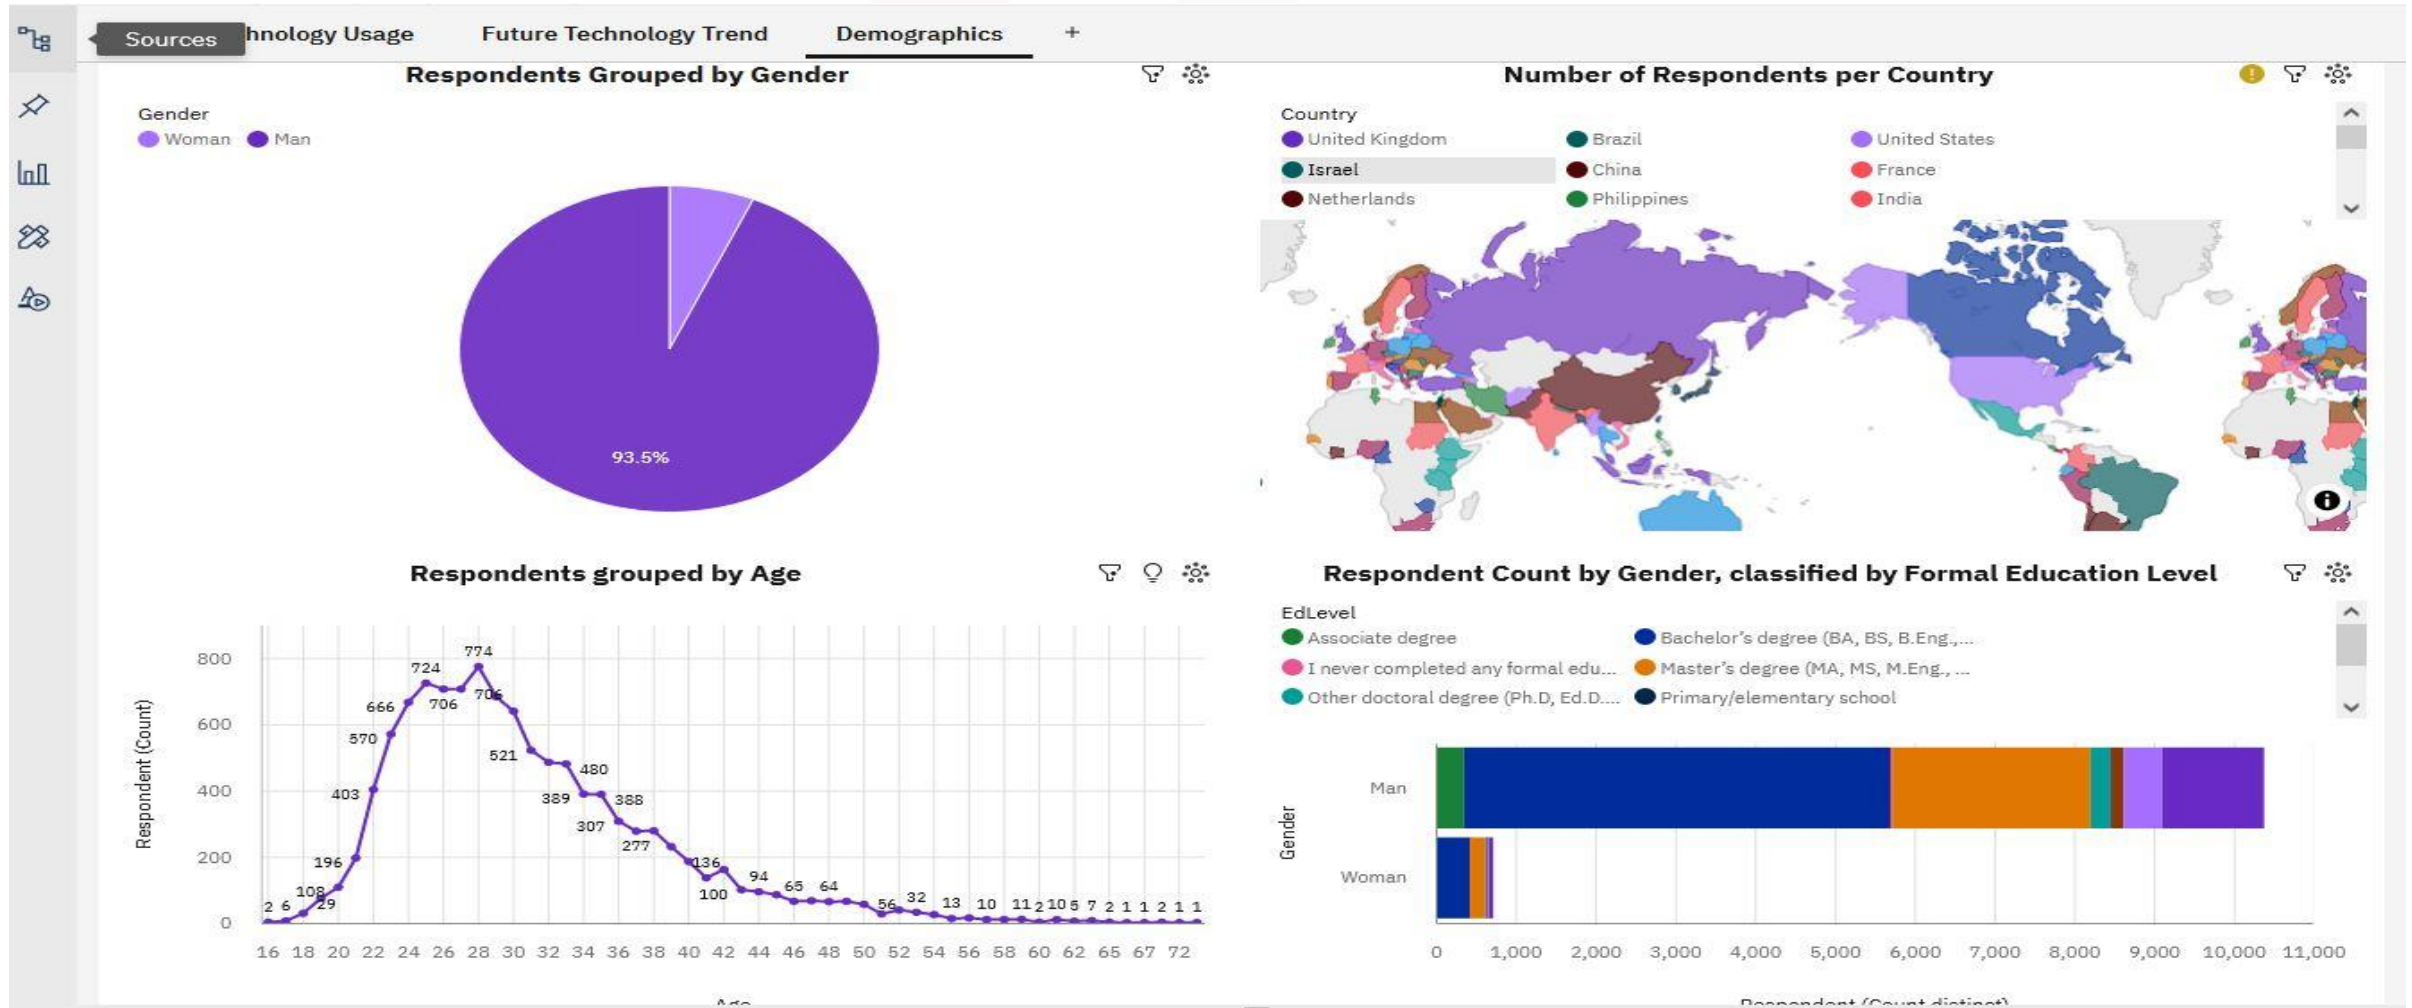 Sources
hnology Usage
Future Technology Trend
Demographics
+
Respondents Grouped by Gender
Gender
Woman
Man
93.5%
Number of Respondents per Country
Country
United Kingdom
Brazil
United States
Israel
China
France
Netherlands
Philippines
India
Respondents grouped by Age
Respondent (Count)
800
600
400
200
0
2
6
108
29
196
403
570
666
724
706
774
706
521
480
389
388
307
277
136
100
94
65
64
56
32
13
10
11
2
10
5
7
2
1
1
2
1
1
16 18 20 22 24 26 28 30 32 34 36 38 40 42 44 46 48 50 52 54 56 58 60 62 65 67 72
Age
Respondent Count by Gender, classified by Formal Education Level
EdLevel
Associate degree
Bachelor's degree (BA, BS, B.Eng.,...
I never completed any formal edu...
Master's degree (MA, MS, M.Eng., ...
Other doctoral degree (Ph.D, Ed.D....
Primary/elementary school
Gender
Man
Woman
0 1,000 2,000 3,000 4,000 5,000 6,000 7,000 8,000 9,000 10,000 11,000
Respondent (Count distinct)